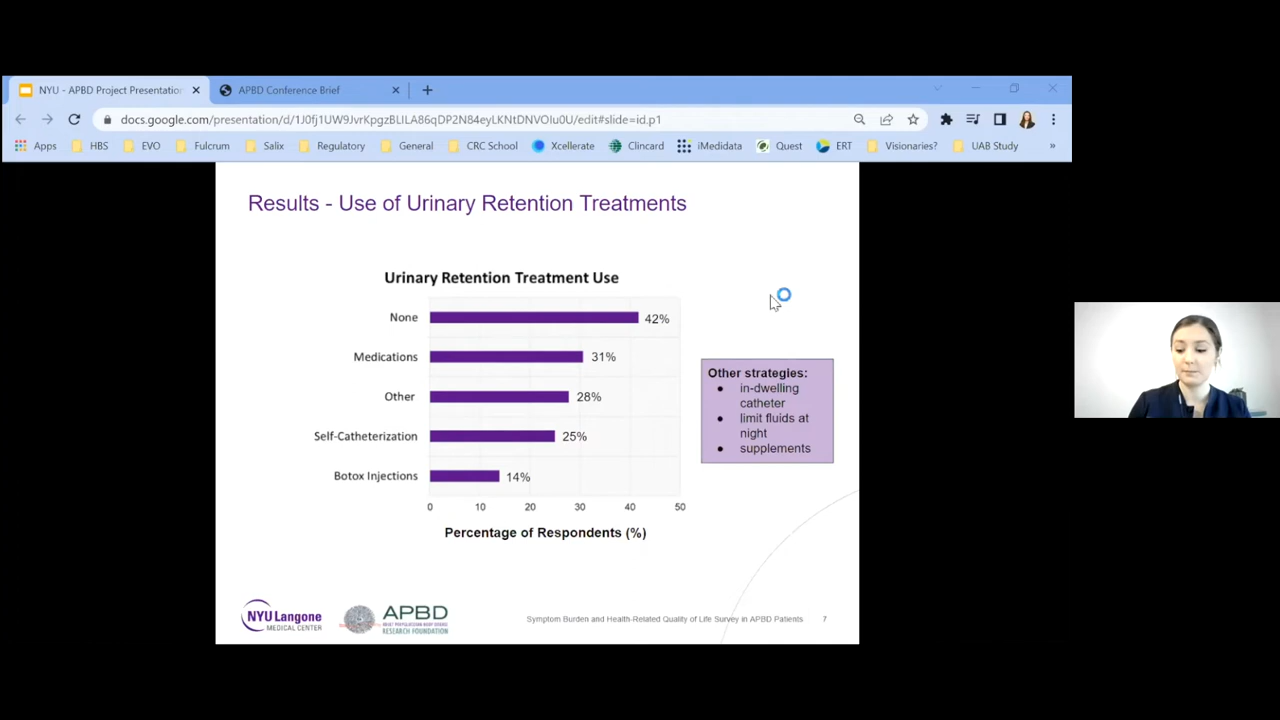 NYU - APBD Project Presentation
APBD Conference Brief
docs.google.com/presentation/d/1J0fj1UW9JvrKpgzBLILA86qDP2N84eyLKNtDNVOIu0U/edit#slide=id.p1
Apps HBS EVO Fulcrum Salix Regulatory General CRC School Xcellerate Clincard iMedidata Quest ERT Visionaries? UAB Study »
Results - Use of Urinary Retention Treatments
Urinary Retention Treatment Use
None 42%
Medications 31%
Other 28%
Self-Catheterization 25%
Botox Injections 14%
0 10 20 30 40 50
Percentage of Respondents (%)
Other strategies:
● in-dwelling
catheter
● limit fluids at
night
● supplements
NYU Langone
MEDICAL CENTER
APBD
RESEARCH FOUNDATION
Symptom Burden and Health-Related Quality of Life Survey in APBD Patients 7